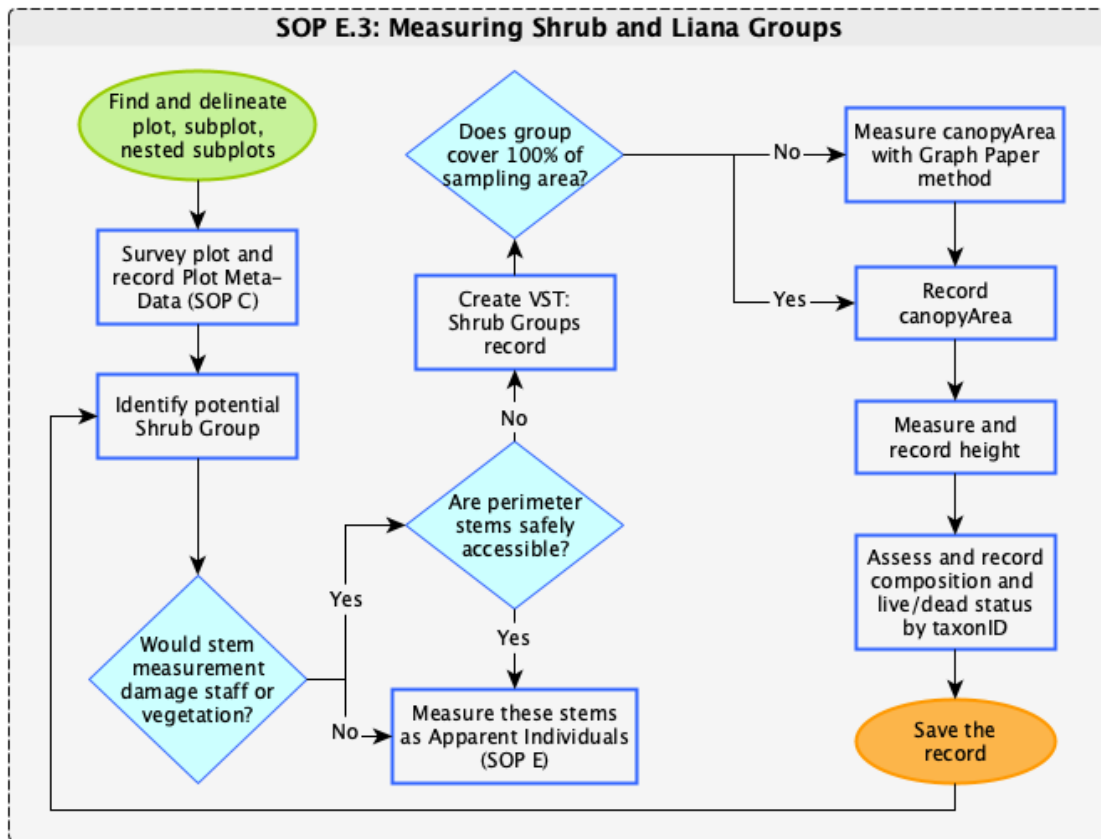 SOP E.3: Measuring Shrub and Liana Groups
Find and delineate
plot, subplot,
nested subplots
Survey plot and
record Plot Meta-
Data (SOP C)
Identify potential
Shrub Group
Would stem
measurement
damage staff or
vegetation?
Yes
No
Are perimeter
stems safely
accessible?
Yes
Measure these stems
as Apparent Individuals
(SOP E)
No
Create VST:
Shrub Groups
record
Does group
cover 100% of
sampling area?
No
Yes
Measure canopyArea
with Graph Paper
method
Record
canopyArea
Measure and
record height
Assess and record
composition and
live/dead status
by taxonID
Save the
record